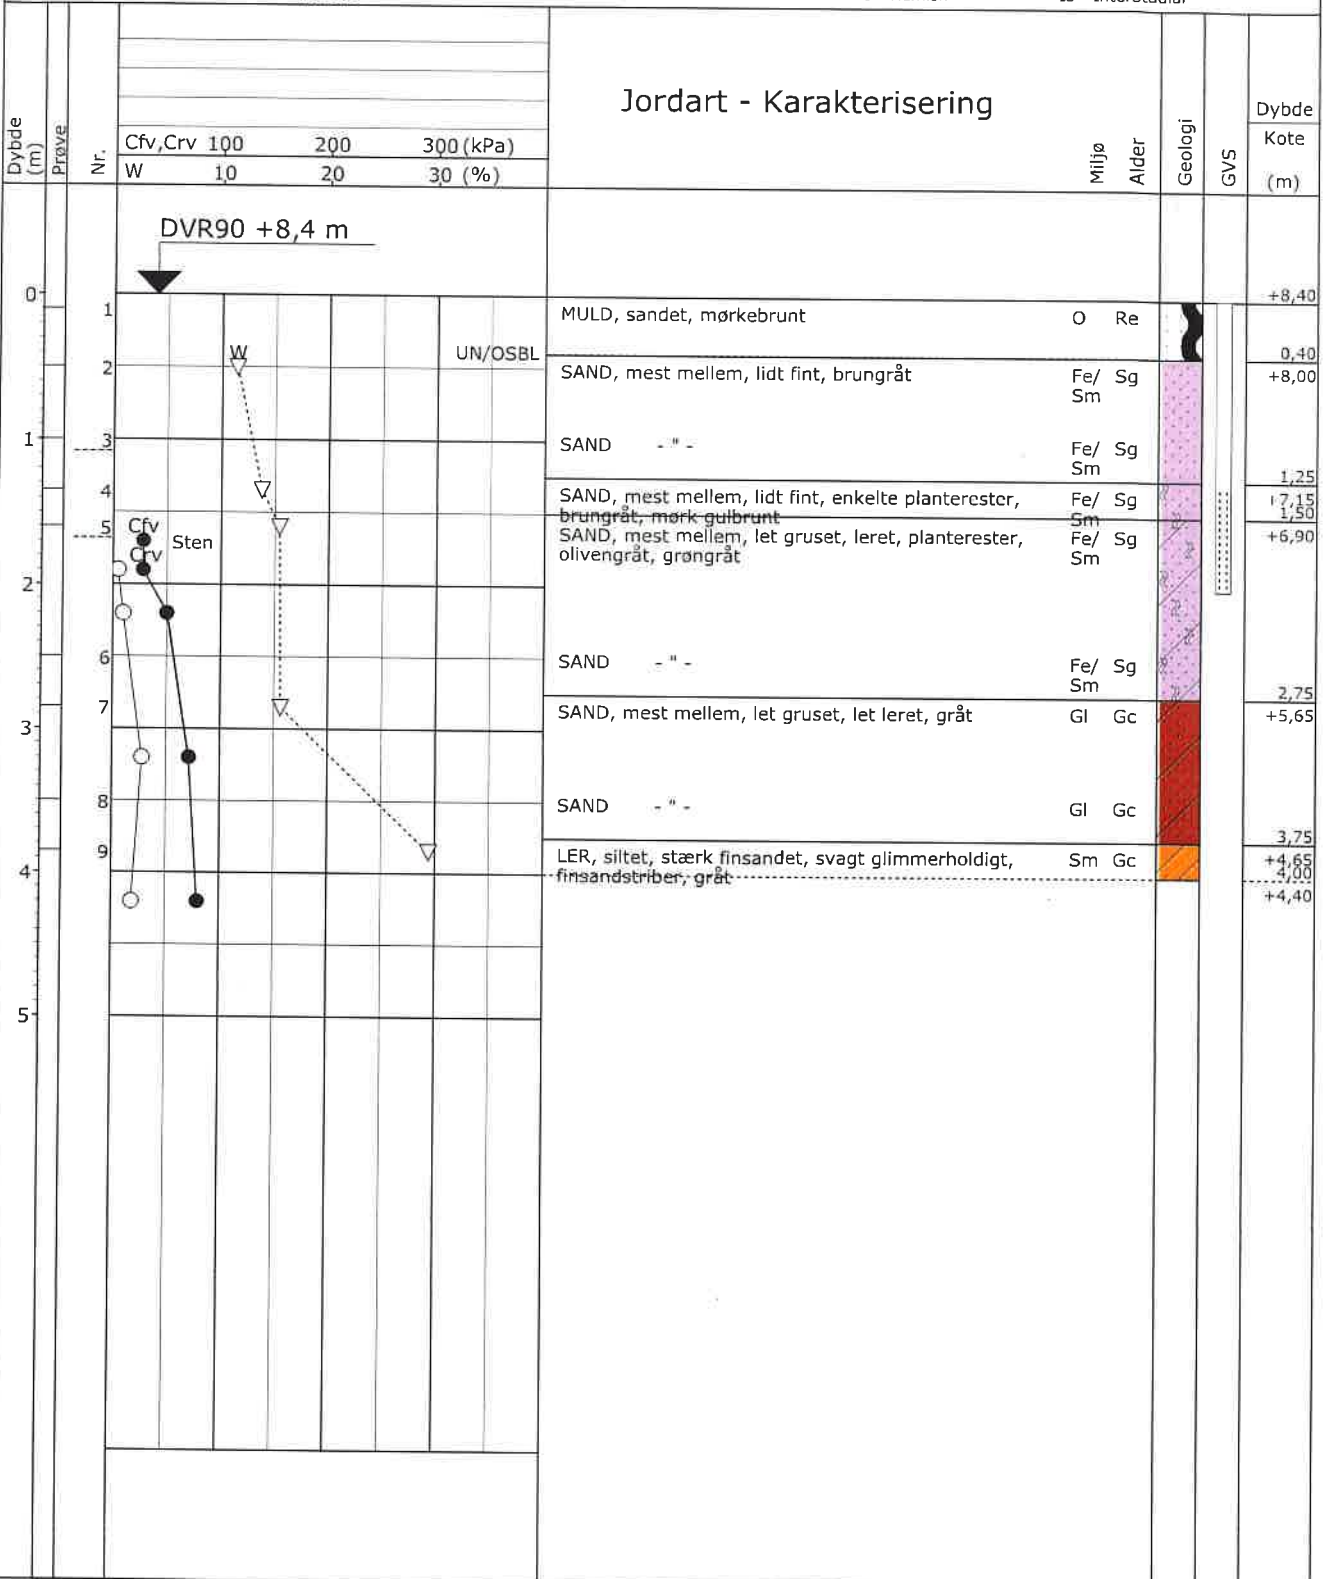 Jordart - Karakterisering
Dybde (m)
Prøve
Nr.
Cfv,Crv 100 200 300 (kPa)
W 10 20 30 (%)
Miljø
Alder
Geologi
GVS
Dybde
Kote
(m)
DVR90 +8,4 m
0 1 MULD, sandet, mørkebrunt O Re +8,40
W UN/OSBL 0,40
2 SAND, mest mellem, lidt fint, brungråt Fe/ Sg +8,00
Sm
1 3 SAND - " - Fe/ Sg
Sm
1,25
4 SAND, mest mellem, lidt fint, enkelte planterester, Fe/ Sg +7,15
brungråt, mørk gulbrunt Sm 1,50
5 Cfv Sten SAND, mest mellem, let gruset, leret, planterester, Fe/ Sg +6,90
Crv olivengråt, grøngråt Sm
2
6 SAND - " - Fe/ Sg
Sm
2,75
7 SAND, mest mellem, let gruset, let leret, gråt Gl Gc +5,65
3
8 SAND - " - Gl Gc
3,75
9 LER, siltet, stærk finsandet, svagt glimmerholdigt, Sm Gc +4,65
4 finsandstriber, gråt 4,00
+4,40
5